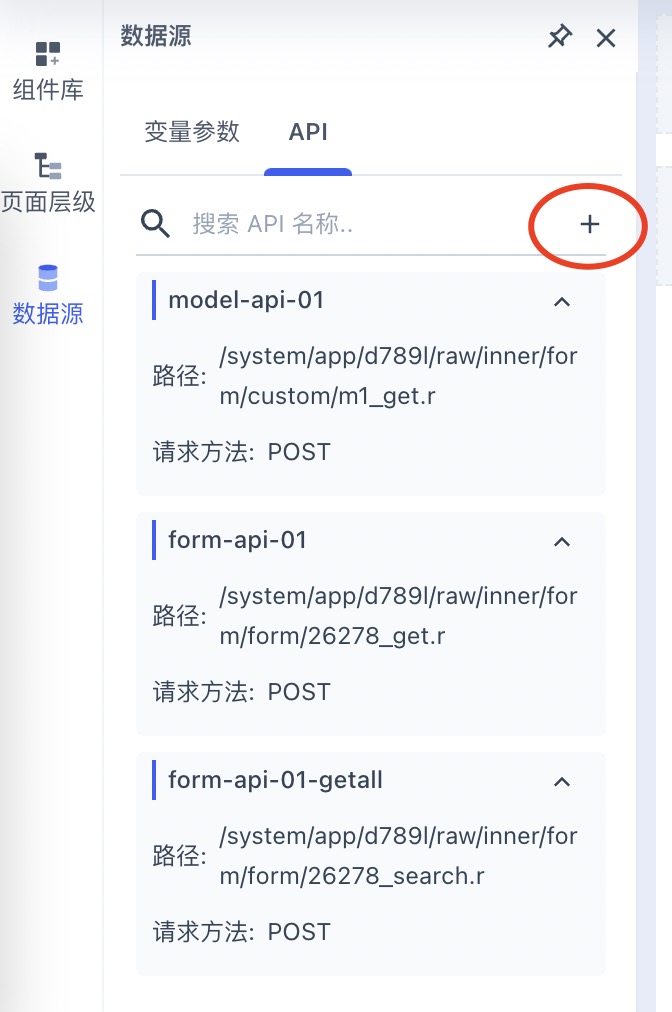 数据源
组件库
变量参数 API
页面层级
搜索 API 名称..
数据源
model-api-01
路径: /system/app/d789l/raw/inner/for
m/custom/m1_get.r
请求方法: POST
form-api-01
路径: /system/app/d789l/raw/inner/for
m/form/26278_get.r
请求方法: POST
form-api-01-getall
路径: /system/app/d789l/raw/inner/for
m/form/26278_search.r
请求方法: POST